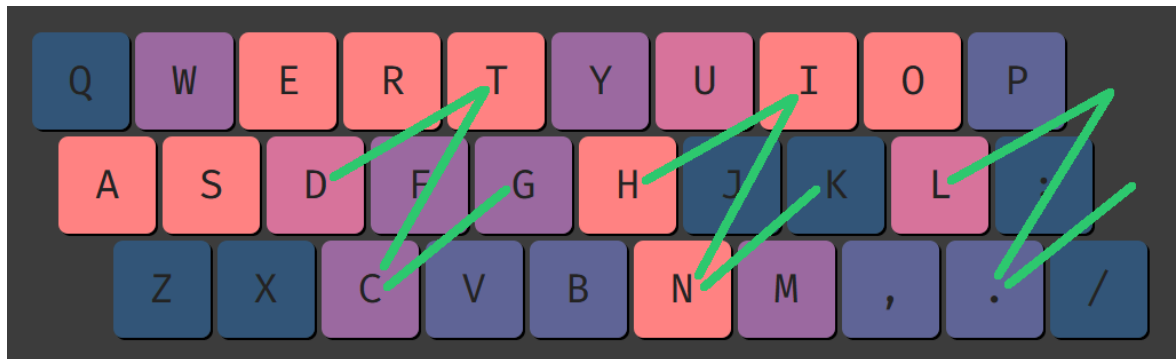 Q W E R T Y U I O P
A S D F G H J K L ;
Z X C V B N M , . /